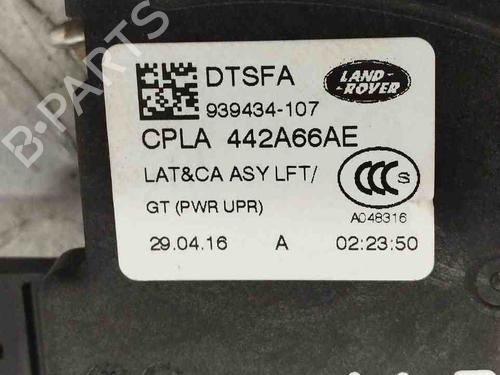 DTSFA
LAND-
ROVER
939434-107
CPLA 442A66AE
LAT&CA ASY LFT/
GT (PWR UPR)
CCC S
A048316
29.04.16 A 02:23:50